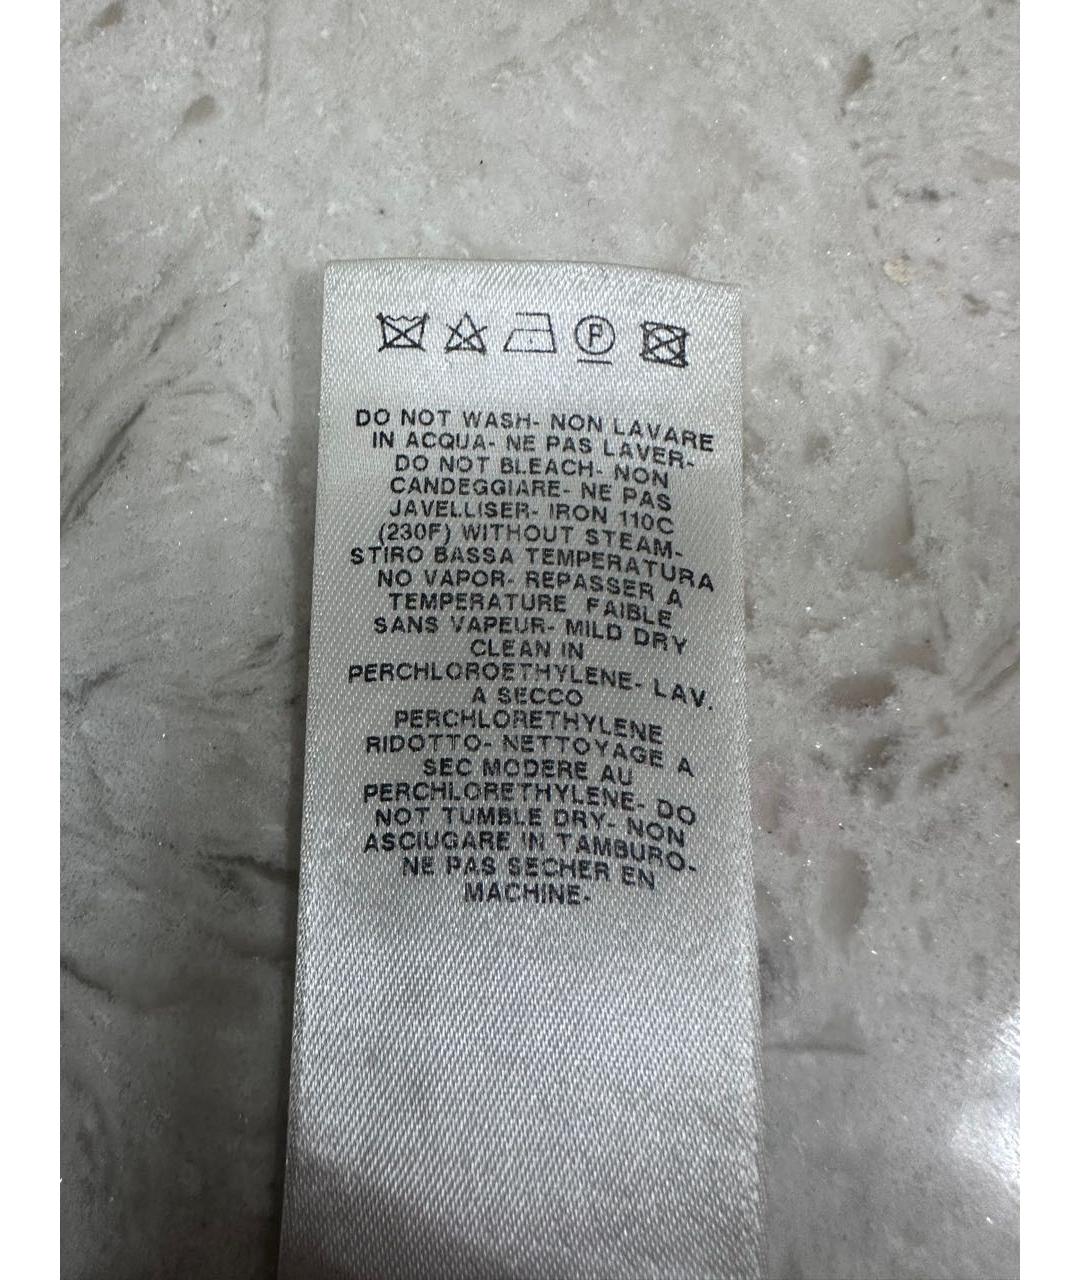 P
DO NOT WASH- NON LAVARE
IN ACQUA- NE PAS LAVER-
DO NOT BLEACH- NON
CANDEGGIARE- NE PAS
JAVELLISER- IRON 110C
(230F) WITHOUT STEAM-
STIRO BASSA TEMPERATURA
NO VAPOR- REPASSER A
TEMPERATURE FAIBLE
SANS VAPEUR- MILD DRY
CLEAN IN
PERCHLOROETHYLENE- LAV.
A SECCO
PERCHLORETHYLENE
RIDOTTO- NETTOYAGE A
SEC MODERE AU
PERCHLORETHYLENE- DO
NOT TUMBLE DRY- NON
ASCIUGARE IN TAMBURO-
NE PAS SECHER EN
MACHINE-